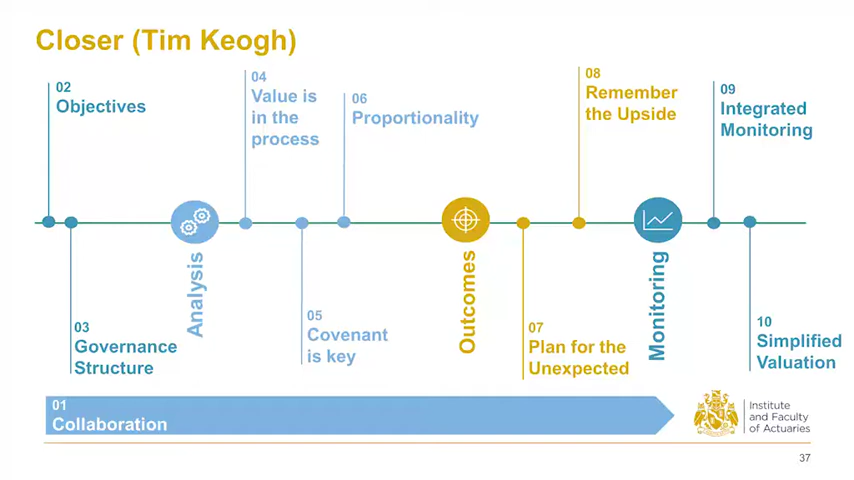 Closer (Tim Keogh)
02
Objectives
04
Value is
in the
process
06
Proportionality
08
Remember
the Upside
09
Integrated
Monitoring
Analysis
Outcomes
Monitoring
03
Governance
Structure
05
Covenant
is key
07
Plan for the
Unexpected
10
Simplified
Valuation
01
Collaboration
Institute
and Faculty
of Actuaries
37